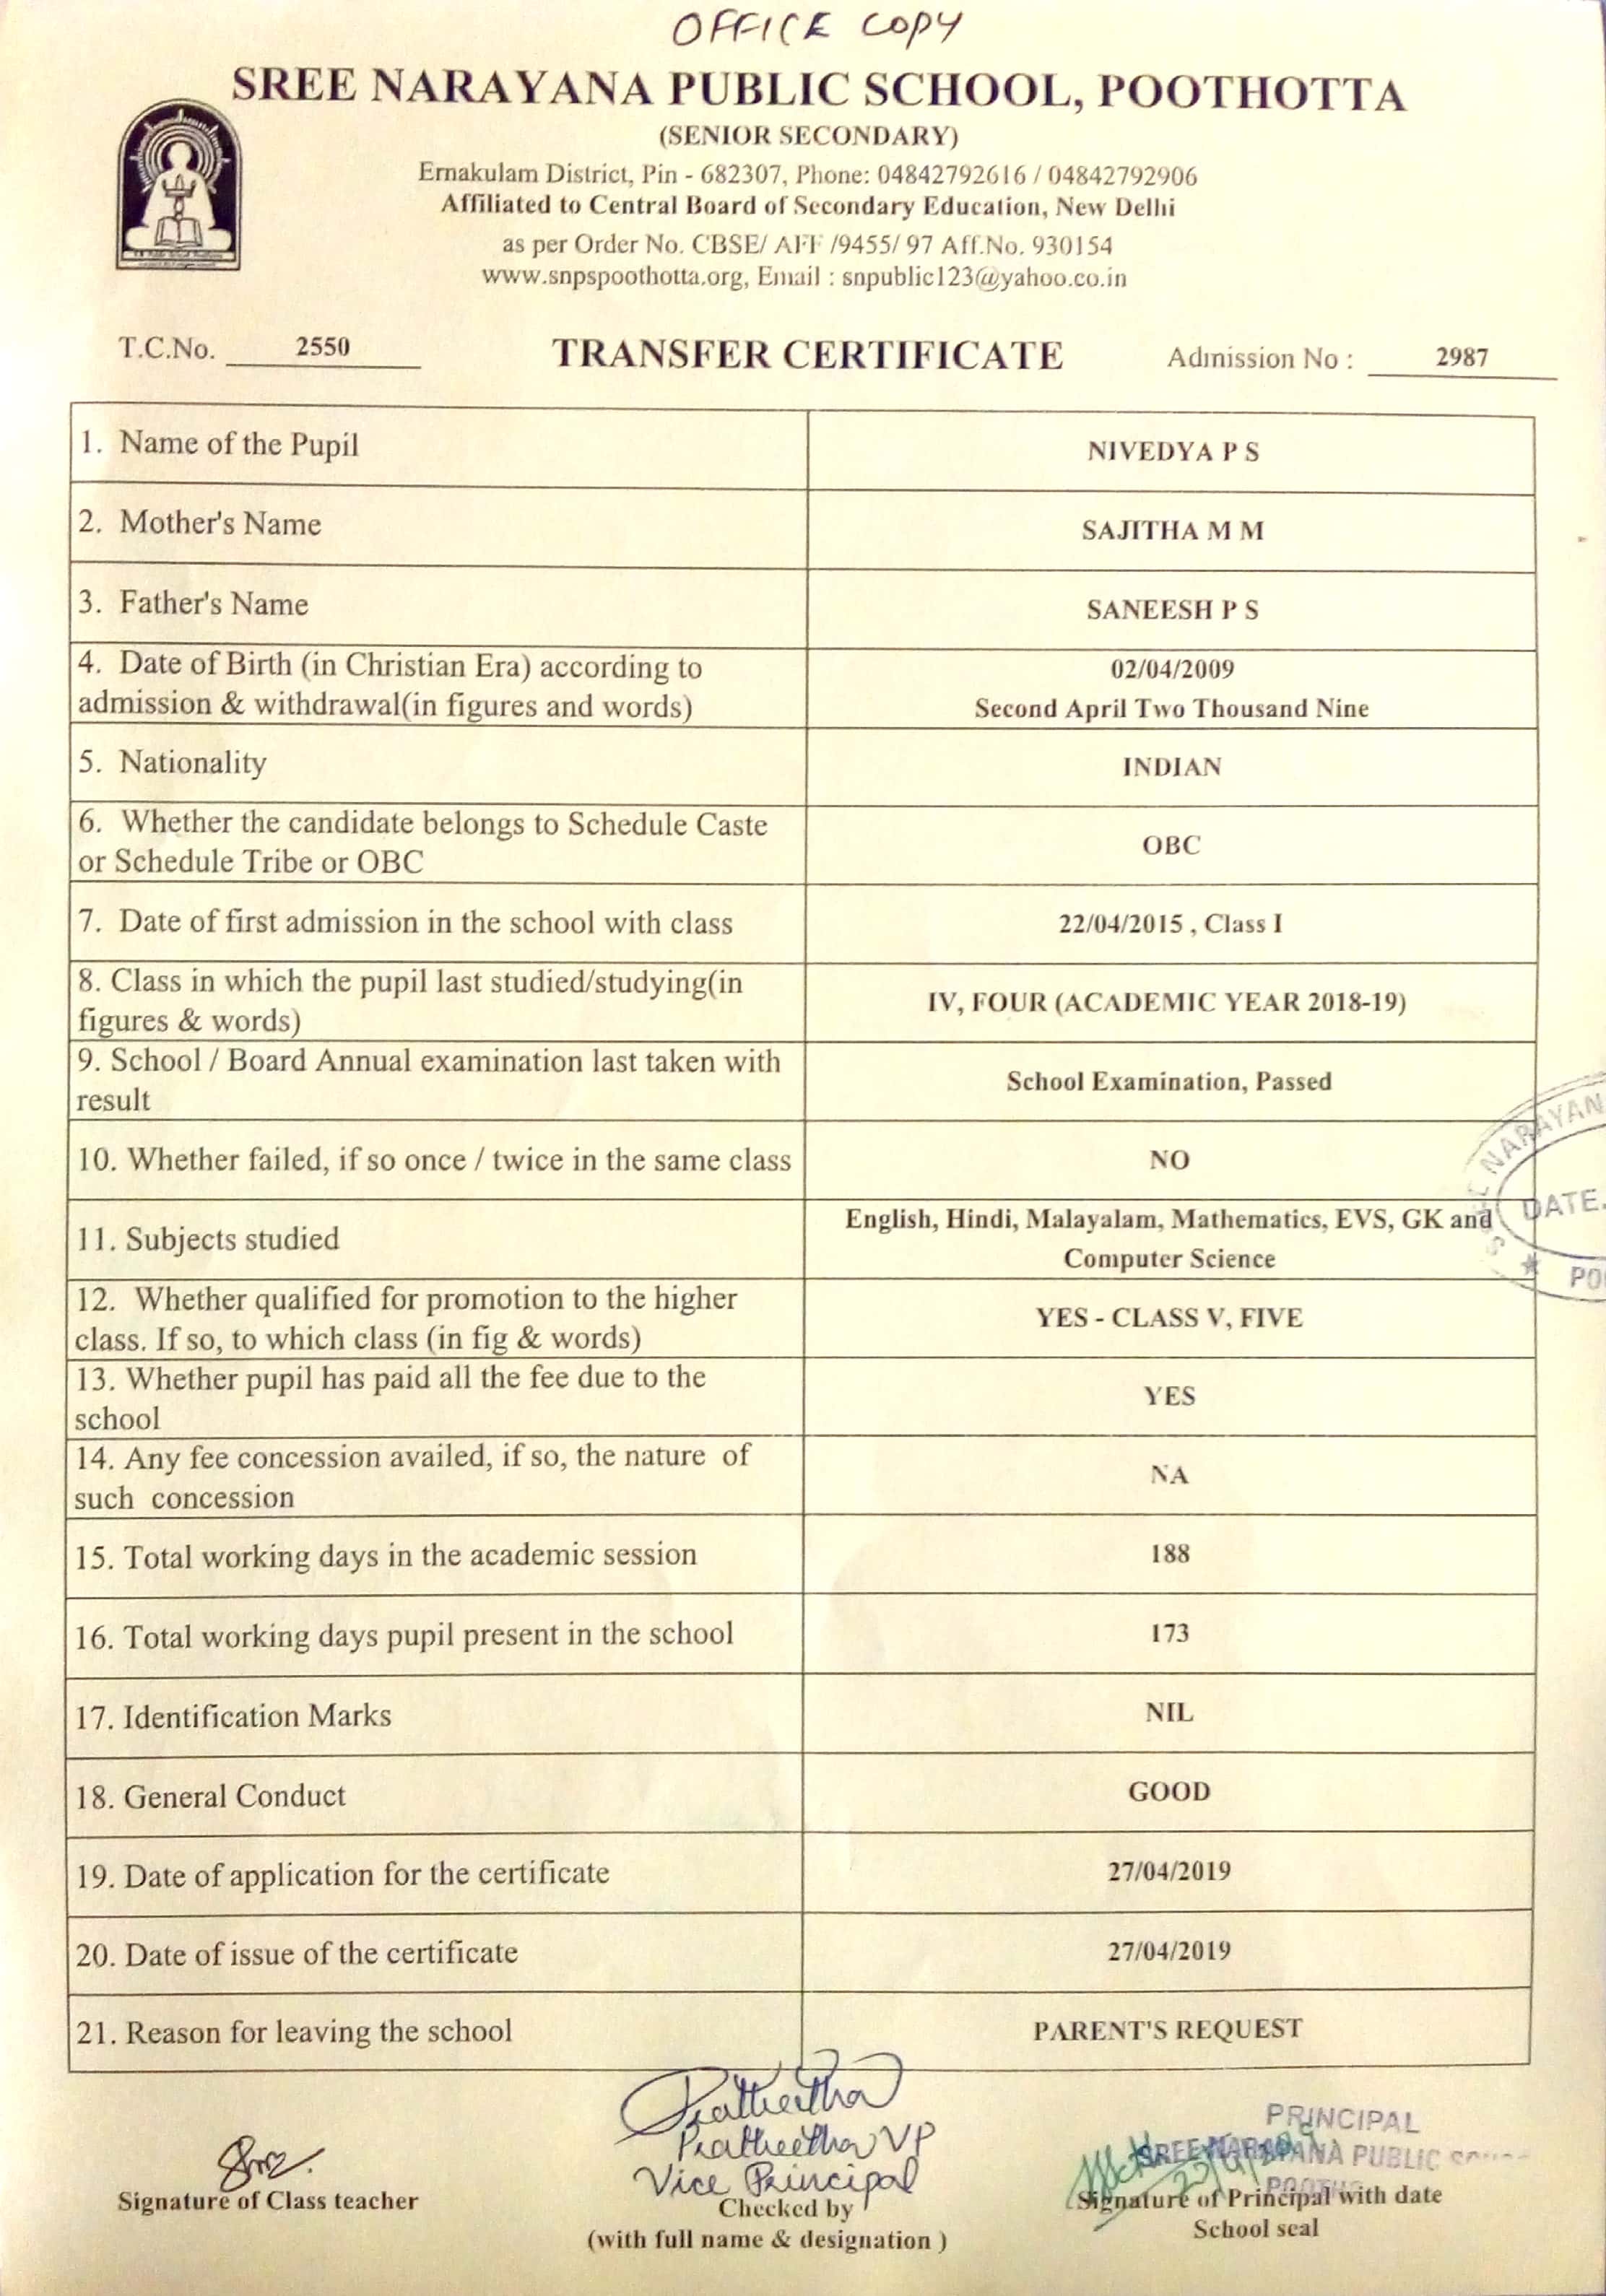 OFFICE COPY
SREE NARAYANA PUBLIC SCHOOL, POOTHOTTA
(SENIOR SECONDARY)
Ernakulam District, Pin - 682307, Phone: 04842792616 / 04842792906
Affiliated to Central Board of Secondary Education, New Delhi
as per Order No. CBSE/ AFF /9455/ 97 Aff.No. 930154
www.snpspoothotta.org, Email : snpublic123@yahoo.co.in
T.C.No. 2550 TRANSFER CERTIFICATE Admission No : 2987
1. Name of the Pupil NIVEDYA P S
2. Mother's Name SAJITHA M M
3. Father's Name SANEESH P S
4. Date of Birth (in Christian Era) according to 02/04/2009
admission & withdrawal(in figures and words) Second April Two Thousand Nine
5. Nationality INDIAN
6. Whether the candidate belongs to Schedule Caste
or Schedule Tribe or OBC OBC
7. Date of first admission in the school with class 22/04/2015 , Class I
8. Class in which the pupil last studied/studying(in
figures & words) IV, FOUR (ACADEMIC YEAR 2018-19)
9. School / Board Annual examination last taken with
result School Examination, Passed
10. Whether failed, if so once / twice in the same class NO
11. Subjects studied English, Hindi, Malayalam, Mathematics, EVS, GK and
Computer Science
12. Whether qualified for promotion to the higher
class. If so, to which class (in fig & words) YES - CLASS V, FIVE
13. Whether pupil has paid all the fee due to the
school YES
14. Any fee concession availed, if so, the nature of
such concession NA
15. Total working days in the academic session 188
16. Total working days pupil present in the school 173
17. Identification Marks NIL
18. General Conduct GOOD
19. Date of application for the certificate 27/04/2019
20. Date of issue of the certificate 27/04/2019
21. Reason for leaving the school PARENT'S REQUEST
SREE NARAYAN
DATE.
PO
Pratheetha
Pratheetha VP
Vice Principal
PRINCIPAL
SREE NARAYANA PUBLIC
Signature of Class teacher
Checked by
(with full name & designation )
Signature of Principal with date
School seal